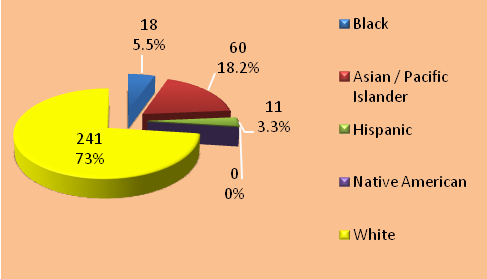 18
5.5%
60
18.2%
11
3.3%
0
0%
241
73%
Black
Asian / Pacific
Islander
Hispanic
Native American
White